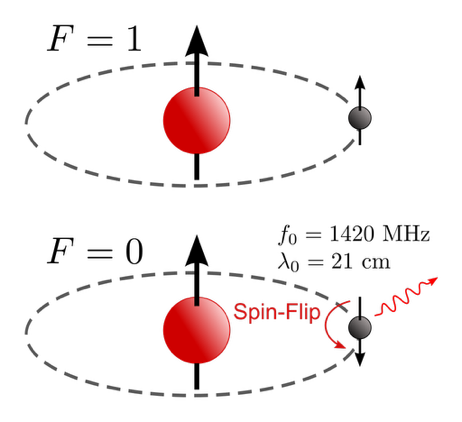 F = 1
F = 0
f₀ = 1420 MHz
λ₀ = 21 cm
Spin-Flip